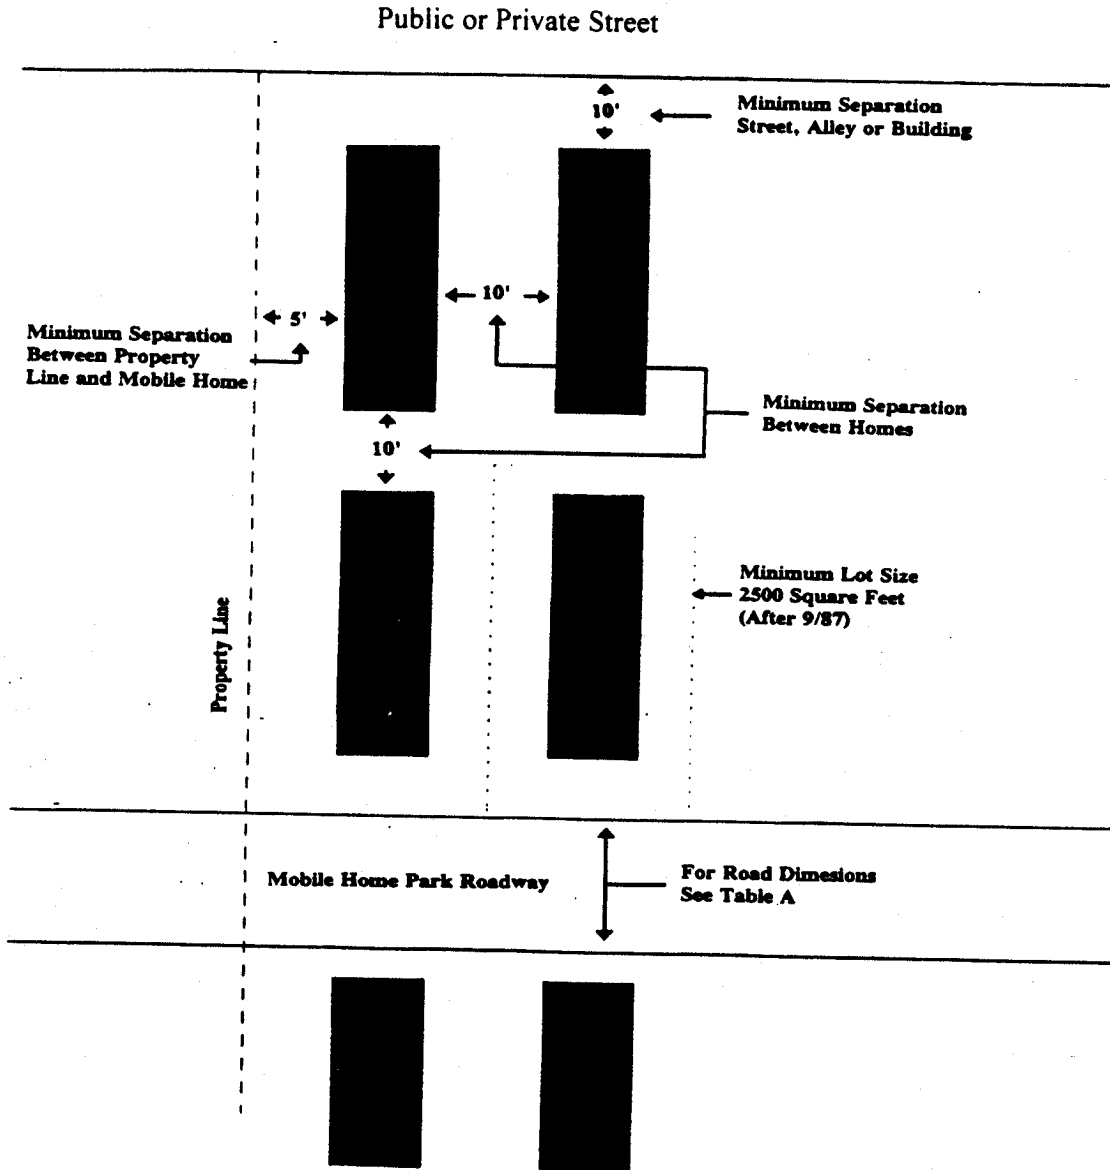 Public or Private Street
10'
Minimum Separation
Street, Alley or Building
10'
5'
Minimum Separation
Between Property
Line and Mobile Home
Minimum Separation
Between Homes
10'
Minimum Lot Size
2500 Square Feet
(After 9/87)
Property Line
Mobile Home Park Roadway
For Road Dimesions
See Table A